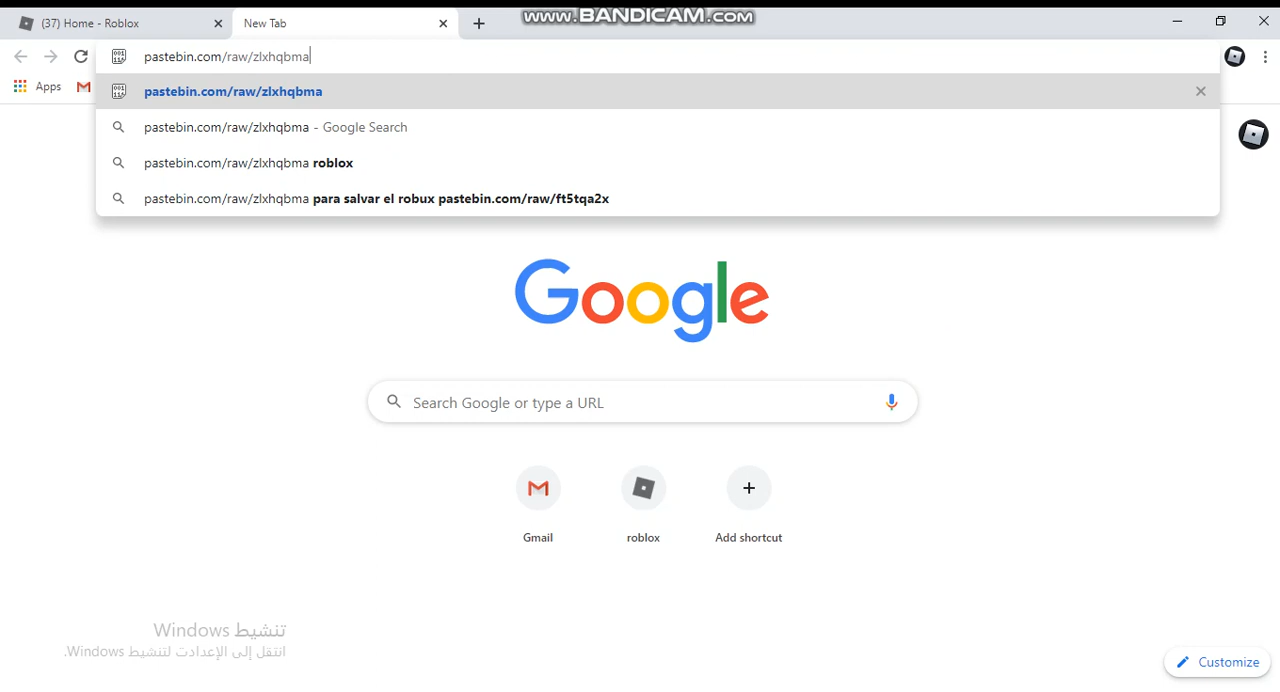 www.BANDICAM.com
(37) Home - Roblox
New Tab
pastebin.com/raw/zlxhqbma
Apps
pastebin.com/raw/zlxhqbma
pastebin.com/raw/zlxhqbma - Google Search
pastebin.com/raw/zlxhqbma roblox
pastebin.com/raw/zlxhqbma para salvar el robux pastebin.com/raw/ft5tqa2x
Google
Search Google or type a URL
Gmail
roblox
Add shortcut
تنشيط Windows
انتقل إلى الإعدادت لتنشيط Windows.
Customize